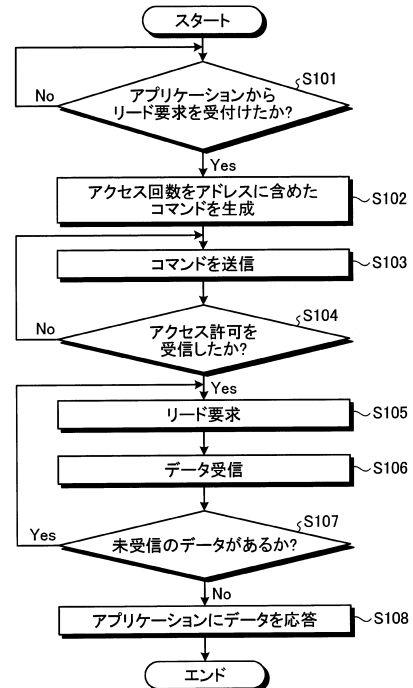 スタート
S101
アプリケーションから
リード要求を受付けたか?
No
Yes
アクセス回数をアドレスに含めた
コマンドを生成
S102
コマンドを送信
S103
S104
アクセス許可を
受信したか?
No
Yes
リード要求
S105
データ受信
S106
S107
未受信のデータがあるか?
Yes
No
アプリケーションにデータを応答
S108
エンド